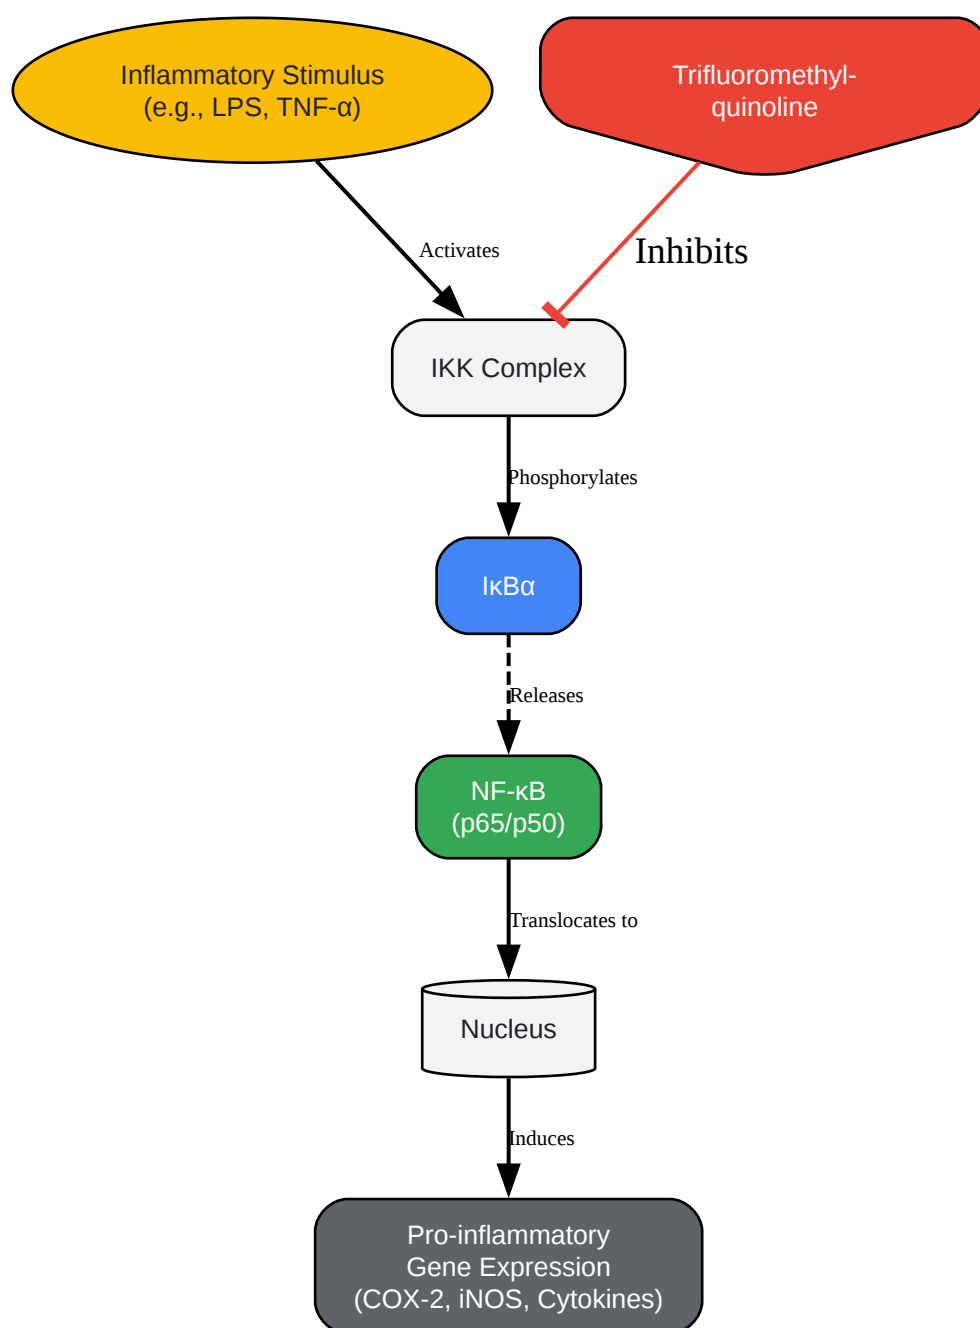 Inflammatory Stimulus
(e.g., LPS, TNF-α)
Trifluoromethyl-
quinoline
Activates
Inhibits
IKK Complex
Phosphorylates
IκBα
Releases
NF-κB
(p65/p50)
Translocates to
Nucleus
Induces
Pro-inflammatory
Gene Expression
(COX-2, iNOS, Cytokines)